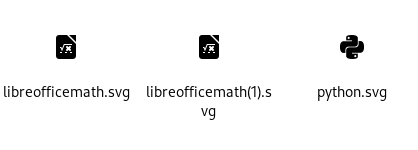 libreofficemath.svg
libreofficemath(1).s
vg
python.svg